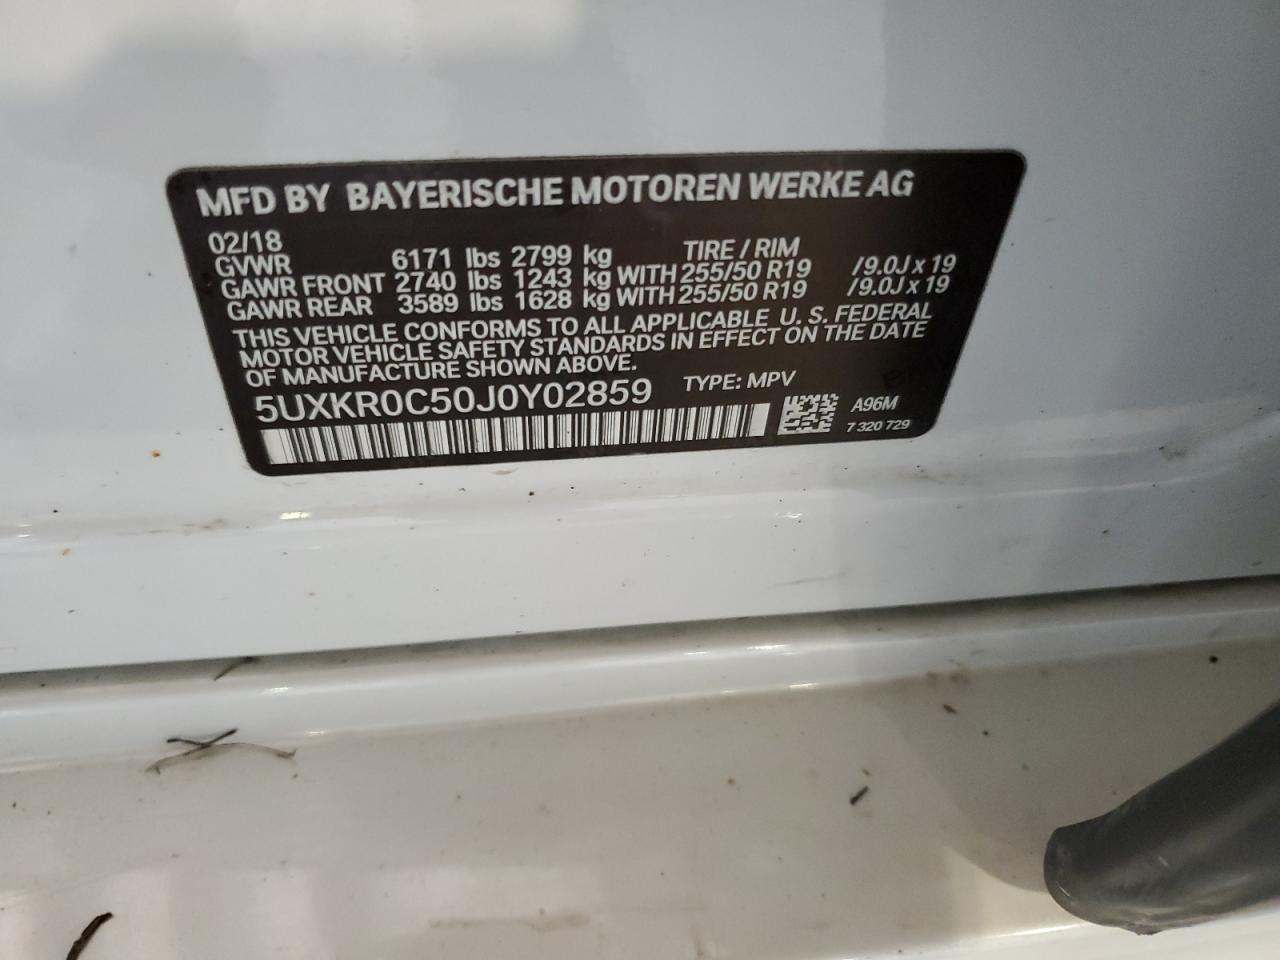 MFD BY BAYERISCHE MOTOREN WERKE AG
02/18
GVWR 6171 lbs 2799 kg TIRE / RIM
GAWR FRONT 2740 lbs 1243 kg WITH 255/50 R19 /9.0J x 19
GAWR REAR 3589 lbs 1628 kg WITH 255/50 R19 /9.0J x 19
THIS VEHICLE CONFORMS TO ALL APPLICABLE U. S. FEDERAL
MOTOR VEHICLE SAFETY STANDARDS IN EFFECT ON THE DATE
OF MANUFACTURE SHOWN ABOVE.
5UXKR0C50J0Y02859 TYPE: MPV
A96M
7 320 729